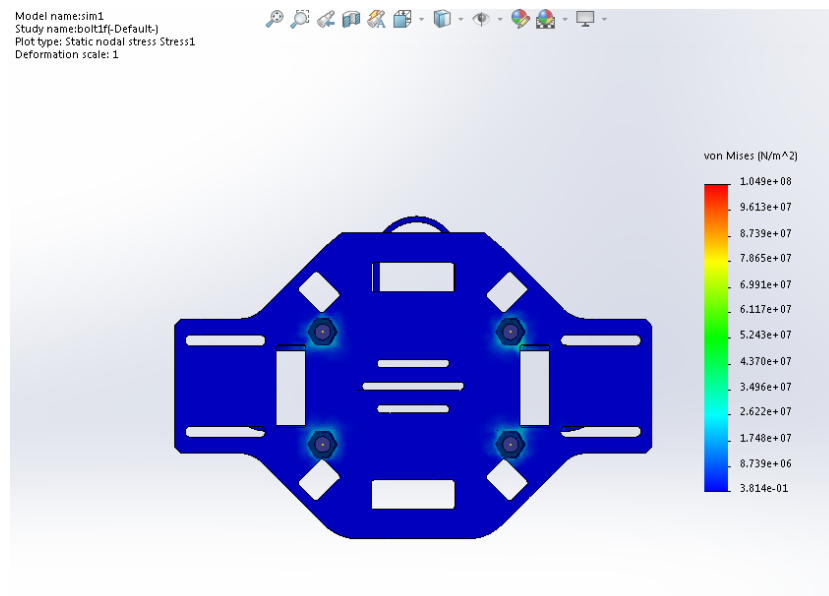 Model name:sim1
Study name:bolt1f(-Default-)
Plot type: Static nodal stress Stress1
Deformation scale: 1
von Mises (N/m^2)
1.049e+08
9.613e+07
8.739e+07
7.865e+07
6.991e+07
6.117e+07
5.243e+07
4.370e+07
3.496e+07
2.622e+07
1.748e+07
8.739e+06
3.814e-01